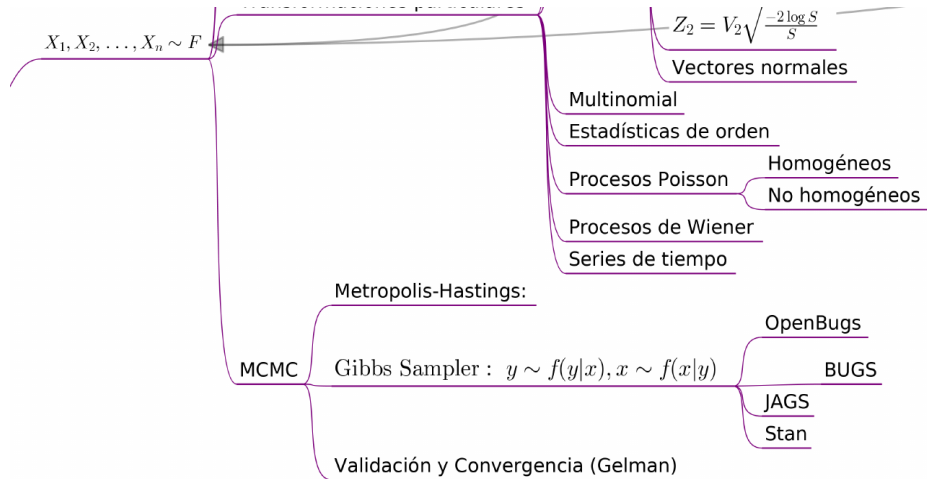 Transformaciones particulares
$X_1, X_2, \ldots, X_n \sim F$
$Z_2 = V_2\sqrt{\frac{-2 \log S}{S}}$
Vectores normales
Multinomial
Estadísticas de orden
Procesos Poisson
Homogéneos
No homogéneos
Procesos de Wiener
Series de tiempo
MCMC
Metropolis-Hastings:
Gibbs Sampler : $y \sim f(y|x), x \sim f(x|y)$
OpenBugs
BUGS
JAGS
Stan
Validación y Convergencia (Gelman)